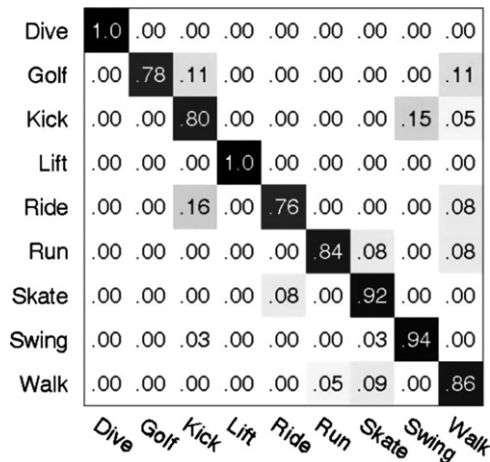 Dive 1.0 .00 .00 .00 .00 .00 .00 .00 .00
Golf .00 .78 .11 .00 .00 .00 .00 .00 .11
Kick .00 .00 .80 .00 .00 .00 .00 .15 .05
Lift .00 .00 .00 1.0 .00 .00 .00 .00 .00
Ride .00 .00 .16 .00 .76 .00 .00 .00 .08
Run .00 .00 .00 .00 .00 .84 .08 .00 .08
Skate .00 .00 .00 .00 .08 .00 .92 .00 .00
Swing .00 .00 .03 .00 .00 .00 .03 .94 .00
Walk .00 .00 .00 .00 .00 .05 .09 .00 .86
Dive Golf Kick Lift Ride Run Skate Swing Walk